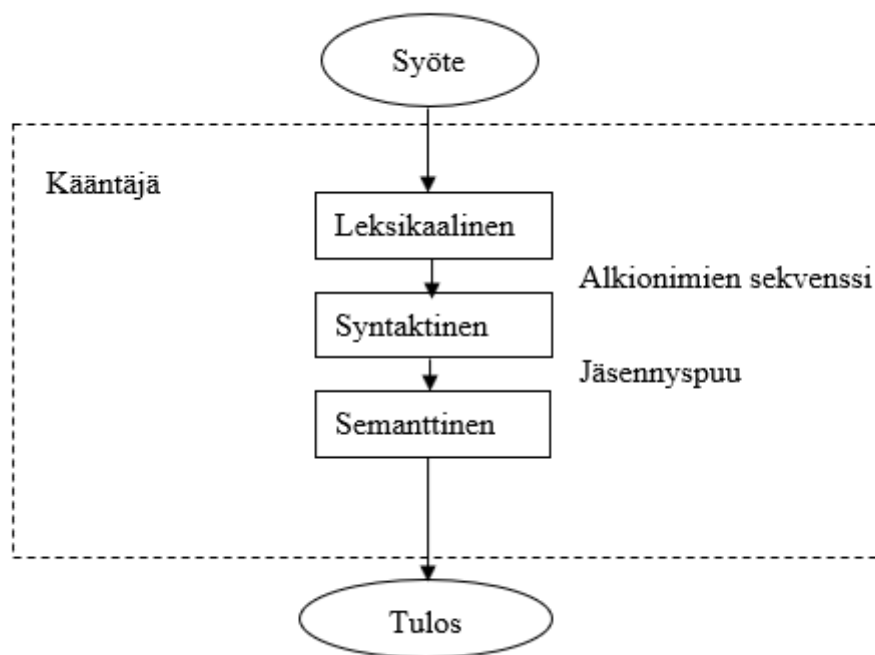 Syöte
Kääntäjä
Leksikaalinen
Alkionimien sekvenssi
Syntaktinen
Jäsennyspuu
Semanttinen
Tulos